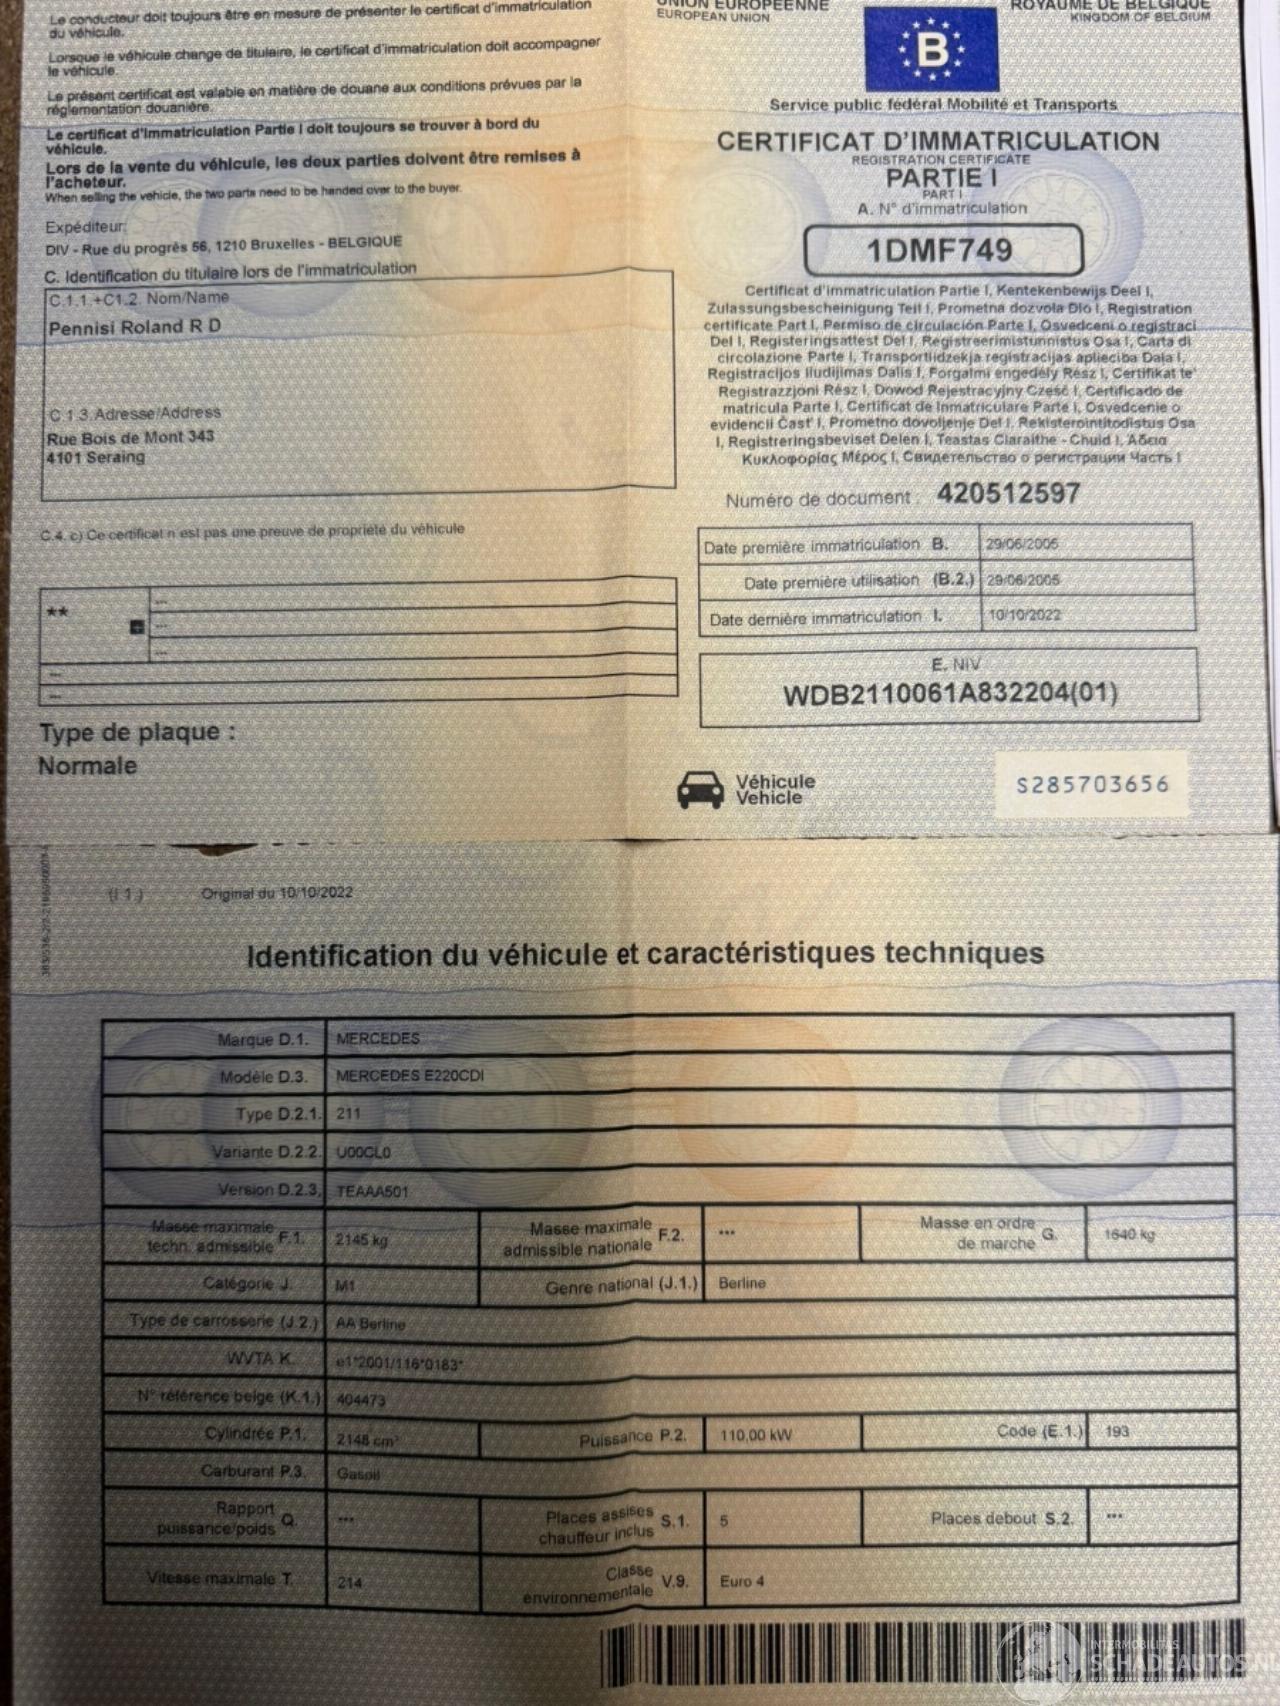 Le conducteur doit toujours être en mesure de présenter le certificat d'immatriculation
du véhicule.
Lorsque le véhicule change de titulaire, le certificat d'immatriculation doit accompagner
le véhicule.
Le présent certificat est valable en matière de douane aux conditions prévues par la
réglementation douanière.
Le certificat d'Immatriculation Partie I doit toujours se trouver à bord du
véhicule.
Lors de la vente du véhicule, les deux parties doivent être remises à
l'acheteur.
When selling the vehicle, the two parts need to be handed over to the buyer.
Expéditeur:
DIV - Rue du progrès 56, 1210 Bruxelles - BELGIQUE
C. Identification du titulaire lors de l'immatriculation
C.1.1.+C1.2. Nom/Name
Pennisi Roland R D
C.1.3.Adresse/Address
Rue Bois de Mont 343
4101 Seraing
C.4. c) Ce certificat n est pas une preuve de propriété du véhicule
**
---
---
---
---
---
Type de plaque :
Normale
UNION EUROPEENNE
EUROPEAN UNION
B
ROYAUME DE BELGIQUE
KINGDOM OF BELGIUM
Service public fédéral Mobilité et Transports
CERTIFICAT D'IMMATRICULATION
REGISTRATION CERTIFICATE
PARTIE I
PART I
A. N° d'immatriculation
1DMF749
Certificat d'immatriculation Partie I, Kentekenbewijs Deel I,
Zulassungsbescheinigung Teil I, Prometna dozvola Dio I, Registration
certificate Part I, Permiso de circulación Parte I, Osvedceni o registraci
Del I, Registeringsattest Del I, Registreerimistunnistus Osa I, Carta di
circolazione Parte I, Transportlidzekja registracijas aplieciba Dala I,
Registracijos liudijimas Dalis I, Forgalmi engedély Rész I, Certifikat te'
Registrazzjoni Rész I, Dowod Rejestracyjny Cześć I, Certificado de
matricula Parte I, Certificat de Inmatriculare Parte I, Osvedcenie o
evidencii Čast' I, Prometno dovoljenje Del I, Rekisterointitodistus Osa
I, Registreringsbeviset Delen I, Teastas Claraithe - Chuid I, Άδεια
Κυκλοφορίας Μέρος I, Свидетельство о регистрации Часть I
Numéro de document : 420512597
Date première immatriculation B. 29/06/2005
Date première utilisation (B.2.) 29/06/2005
Date dernière immatriculation I. 10/10/2022
E. NIV
WDB2110061A832204(01)
Véhicule
Vehicle
S285703656
(I.1.) Original du 10/10/2022
Identification du véhicule et caractéristiques techniques
Marque D.1. MERCEDES
Modèle D.3. MERCEDES E220CDI
Type D.2.1. 211
Variante D.2.2. U00CL0
Version D.2.3. TEAAA501
Masse maximale
techn. admissible F.1. 2145 kg
Masse maximale
admissible nationale F.2. ---
Masse en ordre
de marche G. 1640 kg
Catégorie J. M1 Genre national (J.1.) Berline
Type de carrosserie (J.2.) AA Berline
WVTA K. e1*2001/116*0183*
N° référence belge (K.1.) 404473
Cylindrée P.1. 2148 cm³ Puissance P.2. 110,00 kW Code (E.1.) 193
Carburant P.3. Gasoil
Rapport
puissance/poids Q. ---
Places assises
chauffeur inclus S.1. 5
Places debout S.2. ---
Vitesse maximale T. 214
Classe
environnementale V.9. Euro 4
INTERMOBILITAS
SCHADEAUTOS.NL